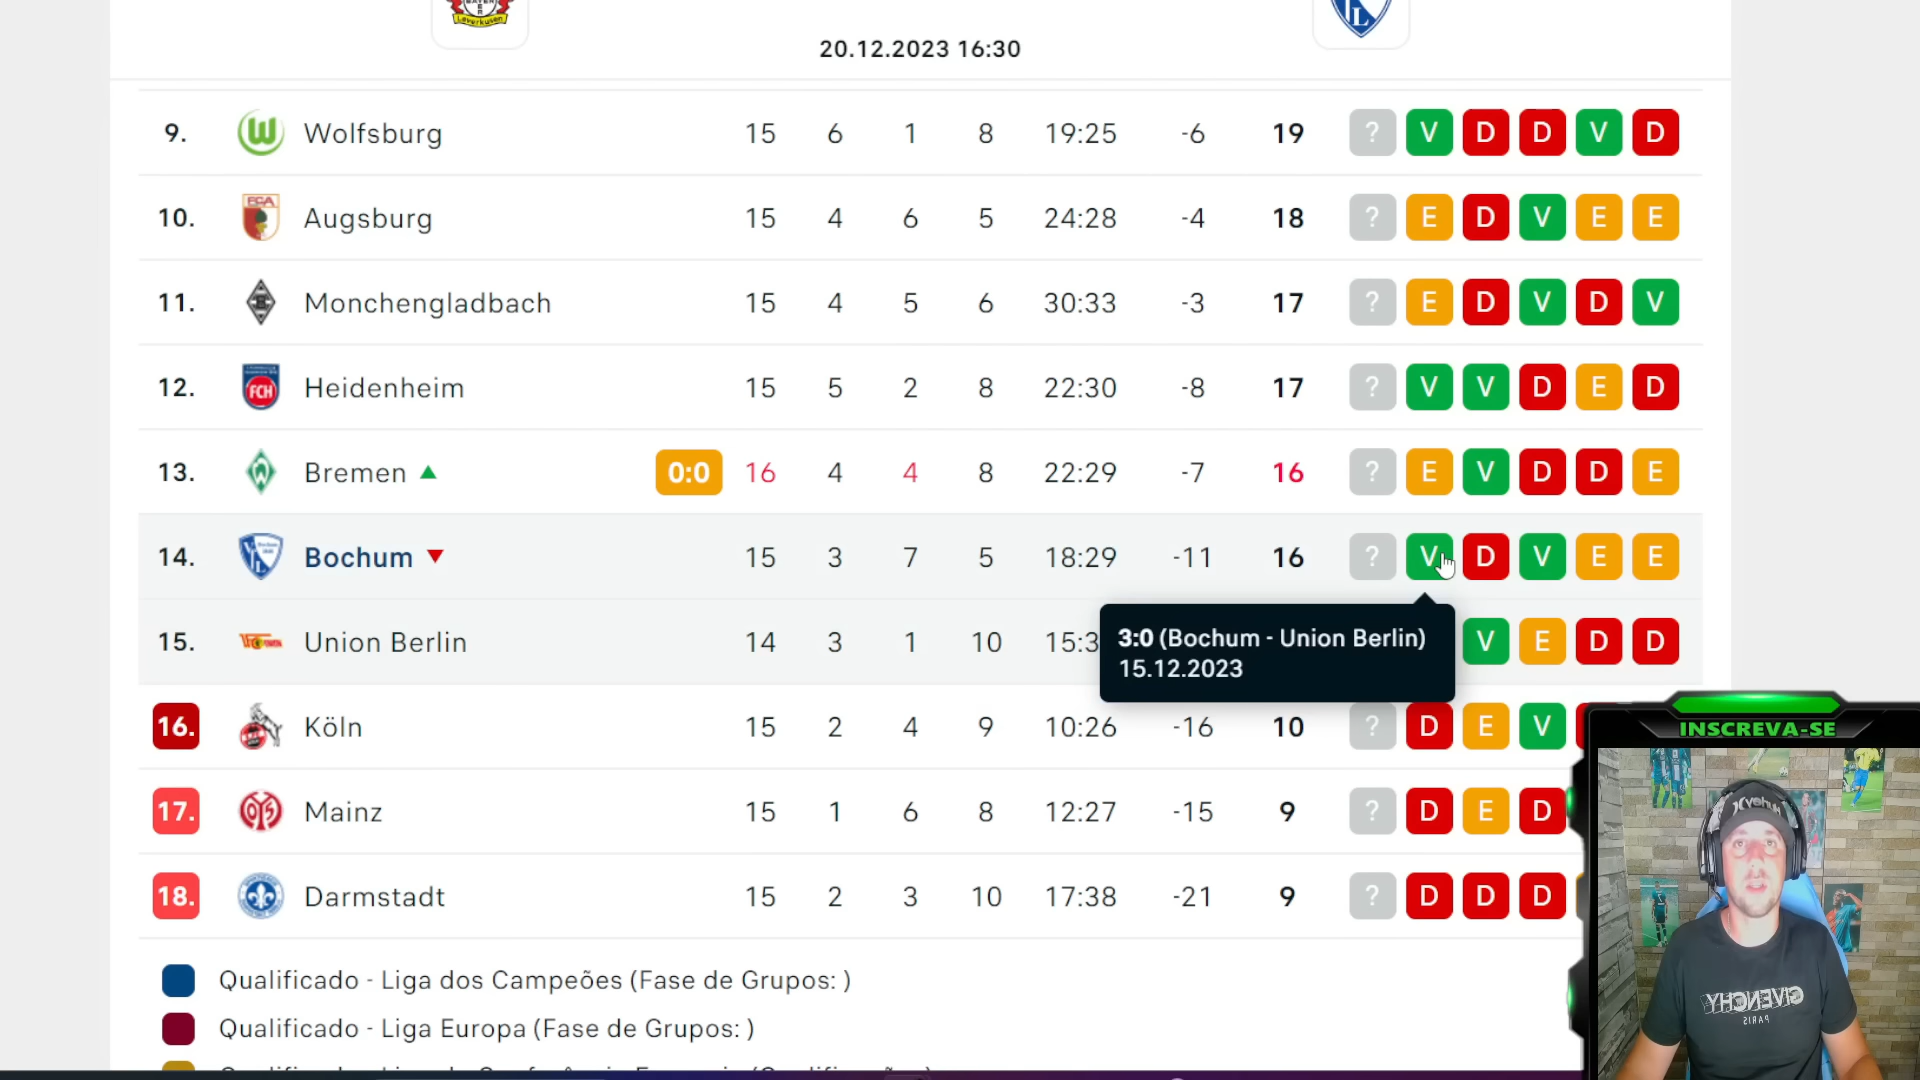 20.12.2023 16:30
9. Wolfsburg 15 6 1 8 19:25 -6 19 ? V D D V D
10. Augsburg 15 4 6 5 24:28 -4 18 ? E D V E E
11. Monchengladbach 15 4 5 6 30:33 -3 17 ? E D V D V
12. Heidenheim 15 5 2 8 22:30 -8 17 ? V V D E D
13. Bremen 0:0 16 4 4 8 22:29 -7 16 ? E V D D E
14. Bochum 15 3 7 5 18:29 -11 16 ? V D V E E
15. Union Berlin 14 3 1 10 15:3 V E D D
3:0 (Bochum - Union Berlin)
15.12.2023
16. Köln 15 2 4 9 10:26 -16 10 ? D E V
17. Mainz 15 1 6 8 12:27 -15 9 ? D E D
18. Darmstadt 15 2 3 10 17:38 -21 9 ? D D D
INSCREVA-SE
GIVENCHY
PARIS
Qualificado - Liga dos Campeões (Fase de Grupos: )
Qualificado - Liga Europa (Fase de Grupos: )